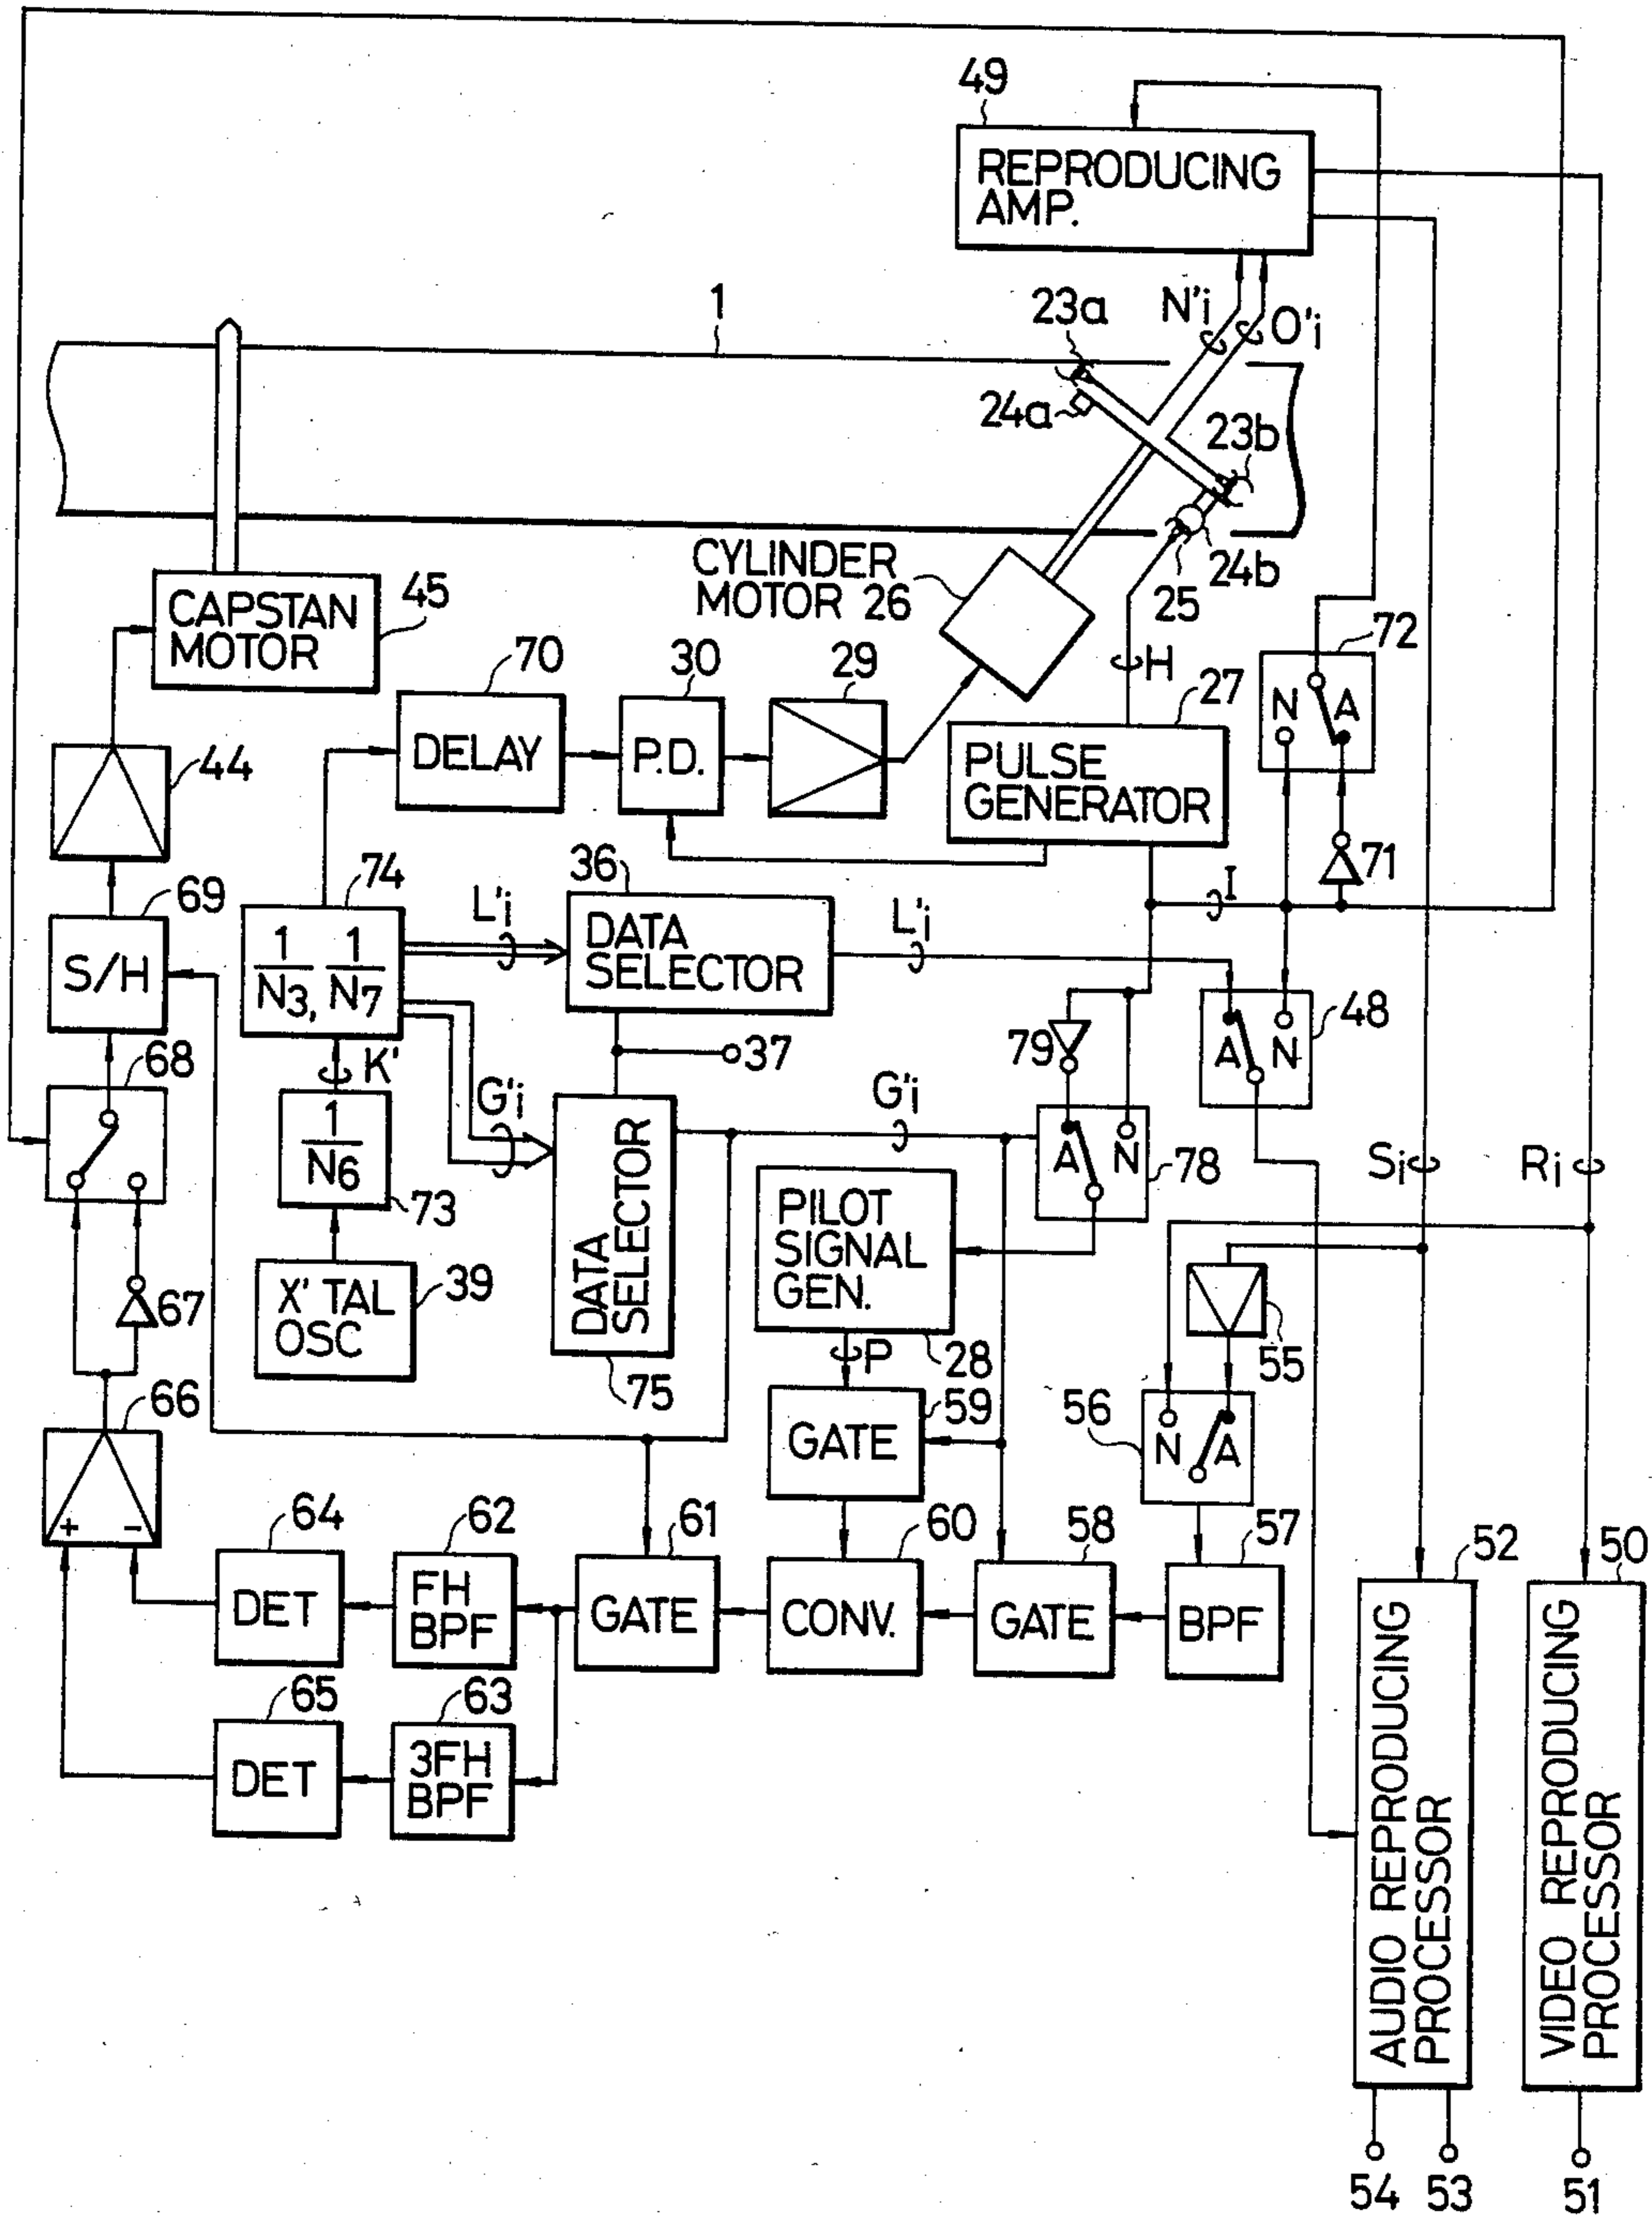 49
REPRODUCING
AMP.
1
23a
N'i
O'i
24a
23b
CYLINDER
MOTOR 26
25
24b
CAPSTAN
MOTOR
45
70
30
29
H
27
72
DELAY
P.D.
PULSE
GENERATOR
N
A
44
36
71
74
69
L'i
DATA
SELECTOR
L'i
I
S/H
1
N3,
1
N7
48
A
N
37
79
68
K'
G'i
G'i
1
N6
73
A
N
78
Si
Ri
PILOT
SIGNAL
GEN.
DATA
SELECTOR
67
X'TAL
OSC
39
28
P
55
75
66
59
56
GATE
N
A
+
-
64
62
61
60
58
57
52
50
DET
FH
BPF
GATE
CONV.
GATE
BPF
65
63
DET
3FH
BPF
AUDIO REPRODUCING
PROCESSOR
VIDEO REPRODUCING
PROCESSOR
54
53
51